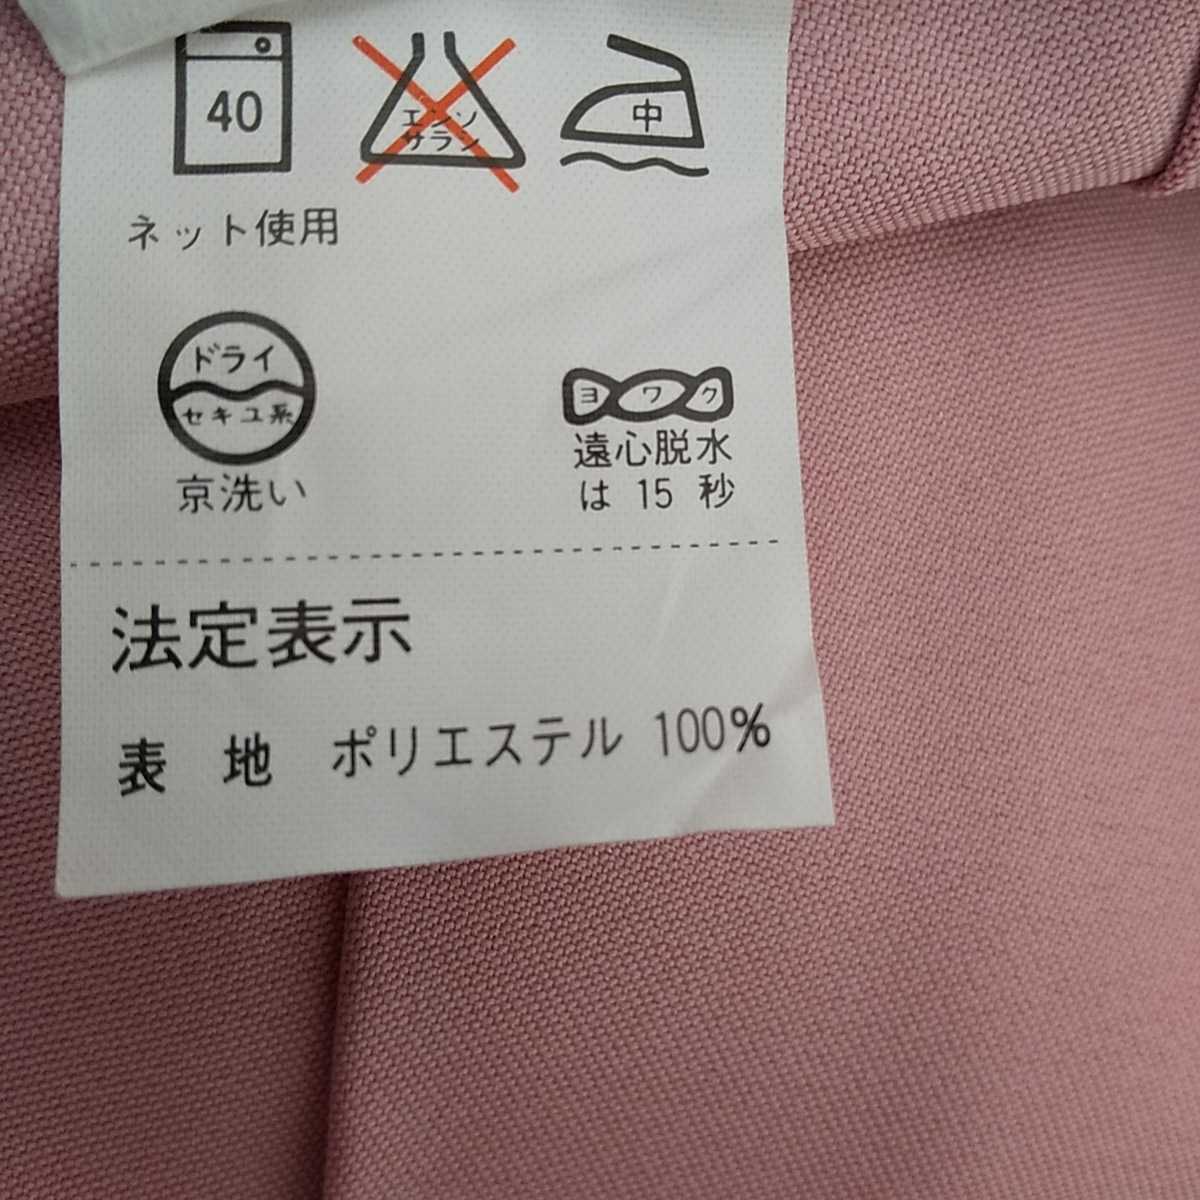 40
エンソ
サラシ
中
ネット使用
ドライ
セキユ系
京洗い
ヨワク
遠心脱水
は 15 秒
法定表示
表 地 ポリエステル 100%